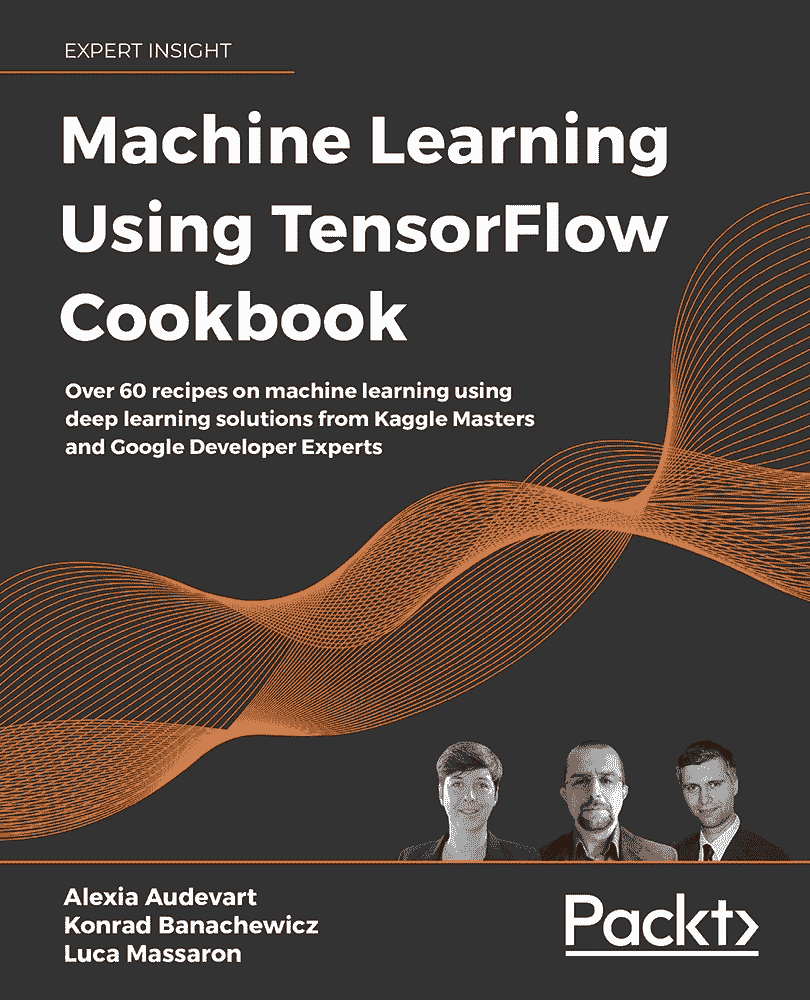 EXPERT INSIGHT
Machine Learning
Using TensorFlow
Cookbook
Over 60 recipes on machine learning using
deep learning solutions from Kaggle Masters
and Google Developer Experts
Alexia Audevart
Konrad Banachewicz
Luca Massaron
Packt>